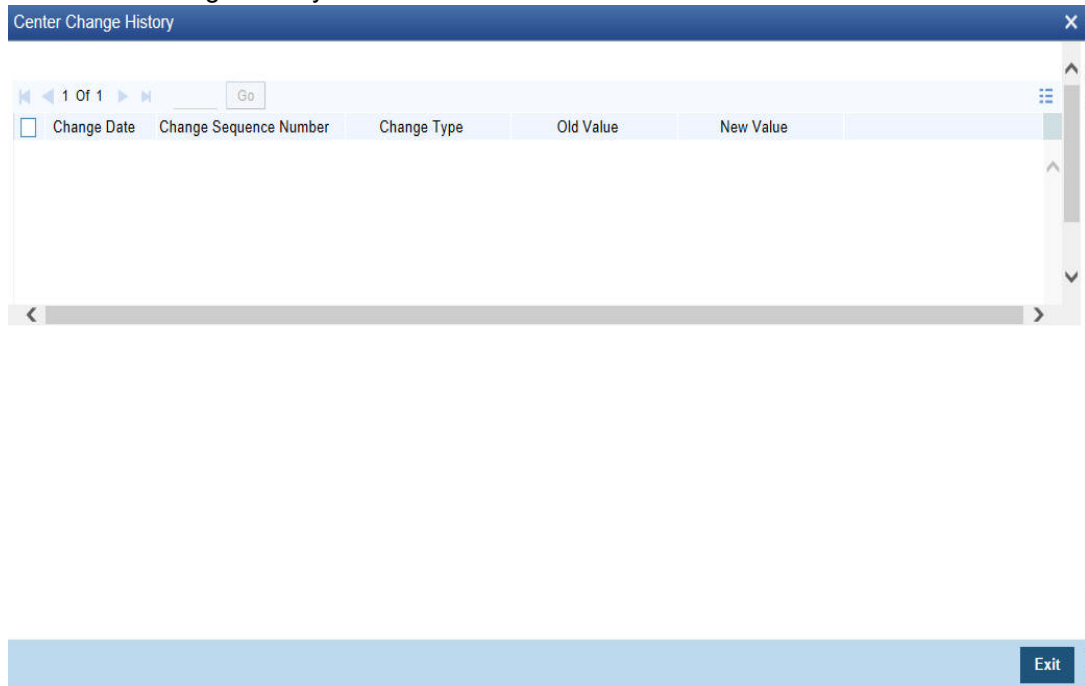 Center Change History
1 Of 1 Go
Change Date Change Sequence Number Change Type Old Value New Value
Exit